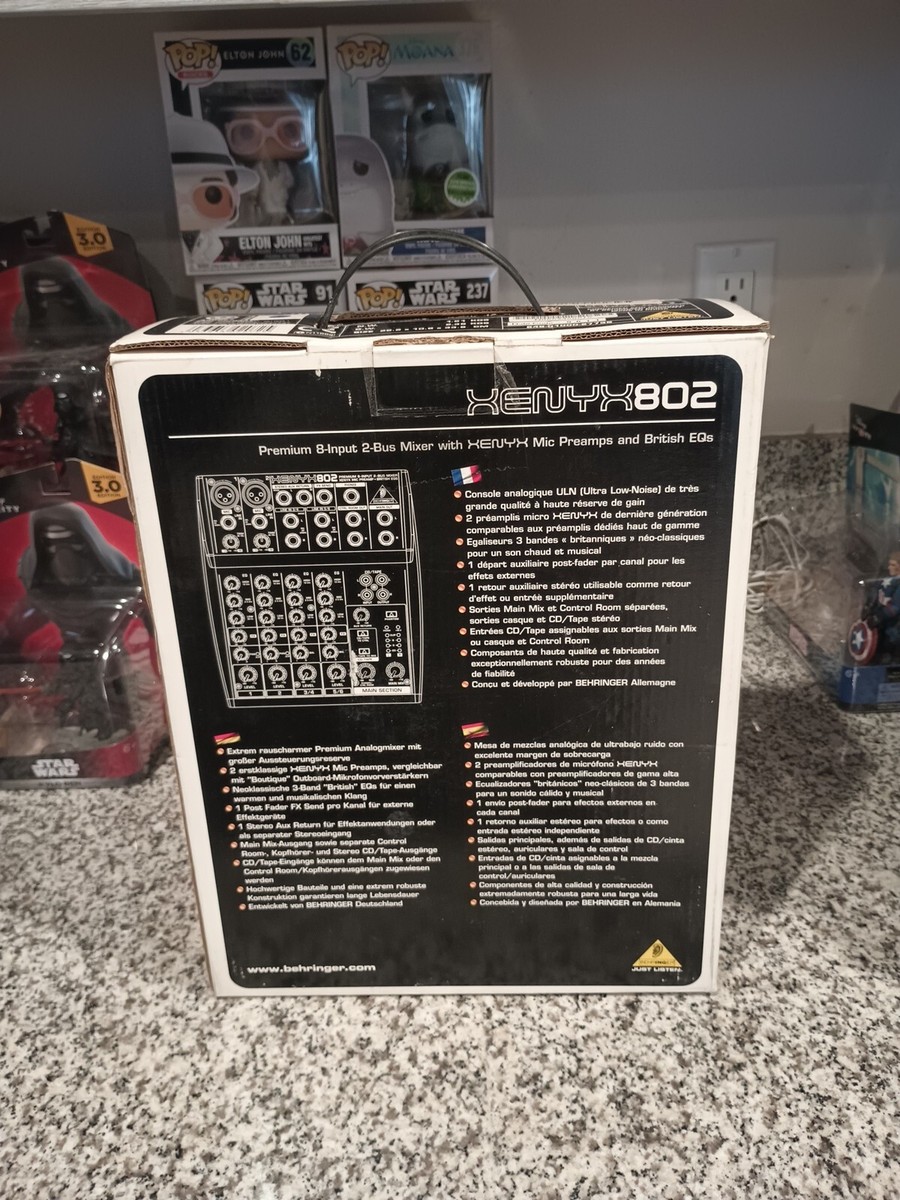 POP!
ELTON JOHN 62
POP!
MOANA
ELTON JOHN
POP! STAR WARS 91
POP! STAR WARS 237
3.0
3.0
STAR WARS
XENYX802
Premium 8-Input 2-Bus Mixer with XENYX Mic Preamps and British EQs
XENYX802
MAIN SECTION
Console analogique ULN (Ultra Low-Noise) de très
grande qualité à haute réserve de gain
2 préamplis micro XENYX de dernière génération
comparables aux préamplis dédiés haut de gamme
Egaliseurs 3 bandes « britanniques » néo-classiques
pour un son chaud et musical
1 départ auxiliaire post-fader par canal pour les
effets externes
1 retour auxiliaire stéréo utilisable comme retour
d'effet ou entrée supplémentaire
Sorties Main Mix et Control Room séparées,
sorties casque et CD/Tape stéréo
Entrées CD/Tape assignables aux sorties Main Mix
ou casque et Control Room
Composants de haute qualité et fabrication
exceptionnellement robuste pour des années
de fiabilité
Conçu et développé par BEHRINGER Allemagne
Extrem rauscharmer Premium Analogmixer mit
großer Aussteuerungsreserve
2 erstklassige XENYX Mic Preamps, vergleichbar
mit "Boutique" Outboard-Mikrofonvorverstärkern
Neoklassische 3-Band "British" EQs für einen
warmen und musikalischen Klang
1 Post Fader FX Send pro Kanal für externe
Effektgeräte
1 Stereo Aux Return für Effektanwendungen oder
als separater Stereoeingang
Main Mix-Ausgang sowie separate Control
Room-, Kopfhörer- und Stereo CD/Tape-Ausgänge
CD/Tape-Eingänge können dem Main Mix oder den
Control Room/Kopfhörerausgängen zugewiesen
werden
Hochwertige Bauteile und eine extrem robuste
Konstruktion garantieren lange Lebensdauer
Entwickelt von BEHRINGER Deutschland
Mesa de mezclas analógica de ultrabajo ruido con
excelente margen de sobrecarga
2 preamplificadores de micrófono XENYX
comparables con preamplificadores de gama alta
Ecualizadores "británicos" neo-clásicos de 3 bandas
para un sonido cálido y musical
1 envio post-fader para efectos externos en
cada canal
1 retorno auxiliar estéreo para efectos o como
entrada estéreo independiente
Salidas principales, además de salidas de CD/cinta
estéreo, auriculares y sala de control
Entradas de CD/cinta asignables a la mezcla
principal o a las salidas de sala de
control/auriculares
Componentes de alta calidad y construcción
extremadamente robusta para una larga vida
Concebida y diseñada por BEHRINGER en Alemania
www.behringer.com
JUST LISTEN.